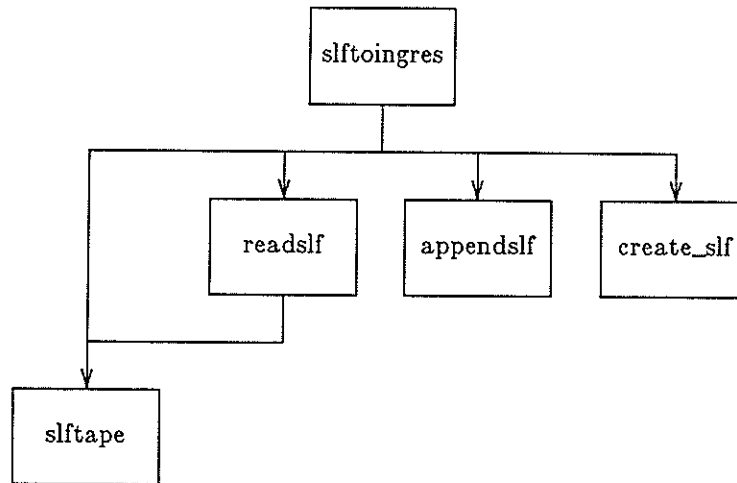 slftoingres
readslf
appendslf
create_slf
slftape